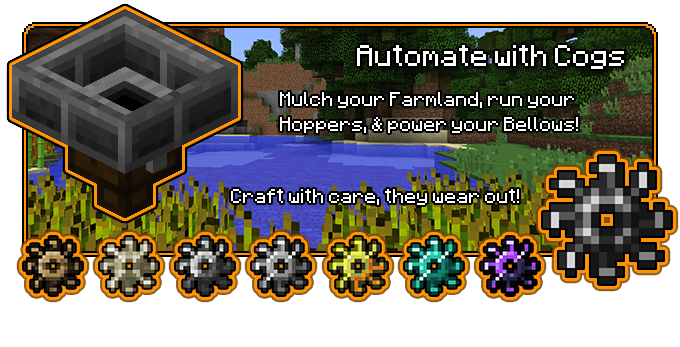 Automate with Cogs
Mulch your Farmland, run your
Hoppers, & power your Bellows!
Craft with care, they wear out!